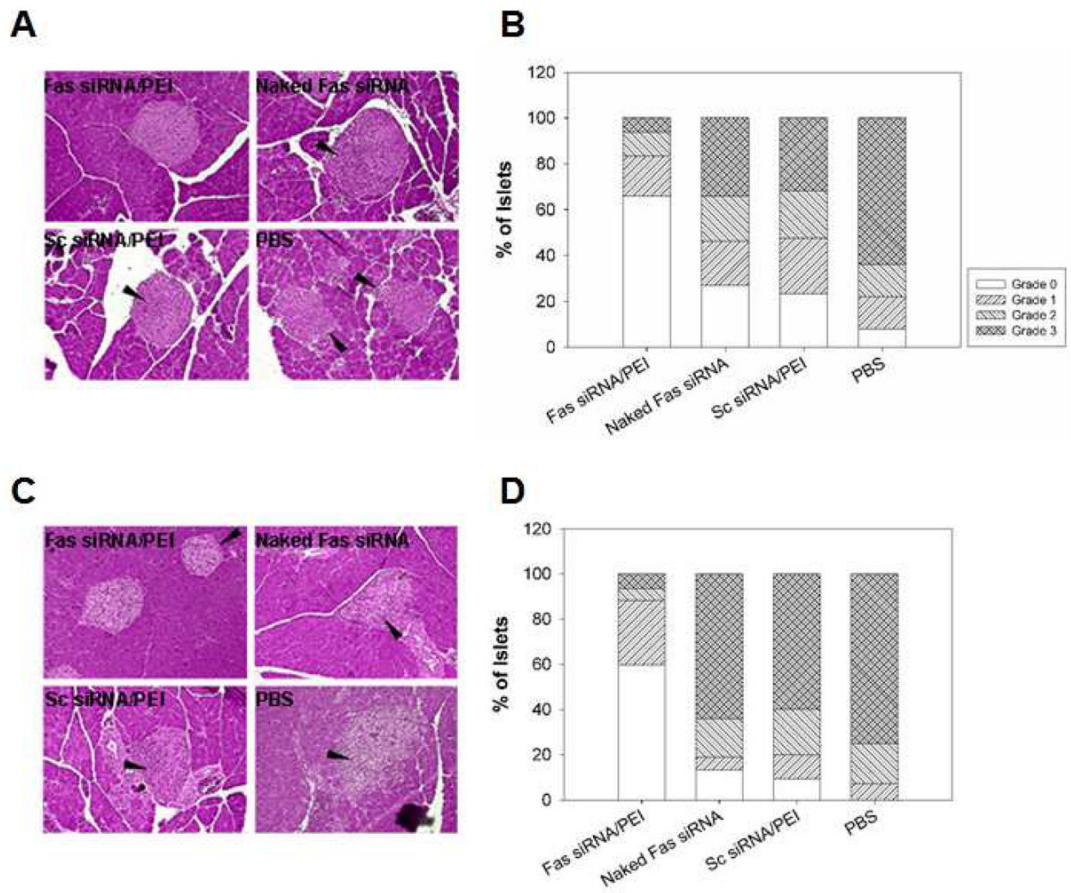 A
Fas siRNA/PEI
Naked Fas siRNA
Sc siRNA/PEI
PBS
B
120
100
80
60
40
20
0
% of Islets
Fas siRNA/PEI
Naked Fas siRNA
Sc siRNA/PEI
PBS
Grade 0
Grade 1
Grade 2
Grade 3
C
Fas siRNA/PEI
Naked Fas siRNA
Sc siRNA/PEI
PBS
D
120
100
80
60
40
20
0
% of Islets
Fas siRNA/PEI
Naked Fas siRNA
Sc siRNA/PEI
PBS